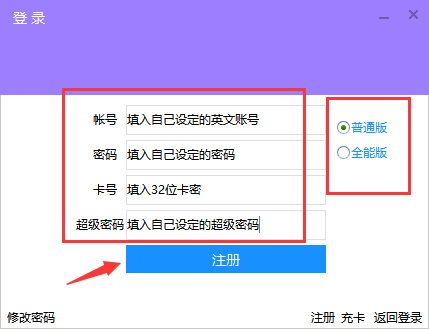 登录
帐号 填入自己设定的英文账号
普通版
密码 填入自己设定的密码
全能版
卡号 填入32位卡密
超级密码 填入自己设定的超级密码
注册
修改密码 注册 充卡 返回登录